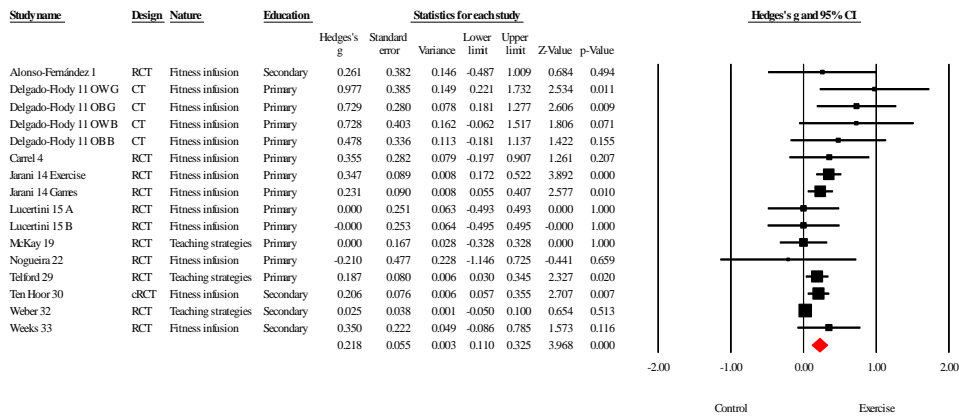 Study name Design Nature Education Statistics for each study Hedges's g and 95% CI
Hedges's g Standard error Variance Lower limit Upper limit Z-Value p-Value
Alonso-Fernández 1 RCT Fitness infusion Secondary 0.261 0.382 0.146 -0.487 1.009 0.684 0.494
Delgado-Flody 11 OWG CT Fitness infusion Primary 0.977 0.385 0.149 0.221 1.732 2.534 0.011
Delgado-Flody 11 OBG CT Fitness infusion Primary 0.729 0.280 0.078 0.181 1.277 2.606 0.009
Delgado-Flody 11 OWB CT Fitness infusion Primary 0.728 0.403 0.162 -0.062 1.517 1.806 0.071
Delgado-Flody 11 OBB CT Fitness infusion Primary 0.478 0.336 0.113 -0.181 1.137 1.422 0.155
Carrel 4 RCT Fitness infusion Primary 0.355 0.282 0.079 -0.197 0.907 1.261 0.207
Jarani 14 Exercise RCT Fitness infusion Primary 0.347 0.089 0.008 0.172 0.522 3.892 0.000
Jarani 14 Games RCT Fitness infusion Primary 0.231 0.090 0.008 0.055 0.407 2.577 0.010
Lucertini 15 A RCT Fitness infusion Primary 0.000 0.251 0.063 -0.493 0.493 0.000 1.000
Lucertini 15 B RCT Fitness infusion Primary -0.000 0.253 0.064 -0.495 0.495 -0.000 1.000
McKay 19 RCT Teaching strategies Primary 0.000 0.167 0.028 -0.328 0.328 0.000 1.000
Nogueira 22 RCT Fitness infusion Primary -0.210 0.477 0.228 -1.146 0.725 -0.441 0.659
Telford 29 RCT Teaching strategies Primary 0.187 0.080 0.006 0.030 0.345 2.327 0.020
Ten Hoor 30 cRCT Fitness infusion Secondary 0.206 0.076 0.006 0.057 0.355 2.707 0.007
Weber 32 RCT Teaching strategies Secondary 0.025 0.038 0.001 -0.050 0.100 0.654 0.513
Weeks 33 RCT Fitness infusion Secondary 0.350 0.222 0.049 -0.086 0.785 1.573 0.116
0.218 0.055 0.003 0.110 0.325 3.968 0.000
-2.00 -1.00 0.00 1.00 2.00
Control Exercise